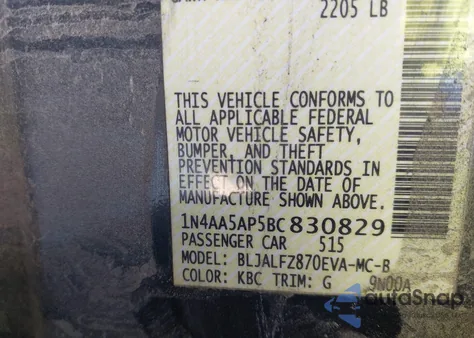 2205 LB
THIS VEHICLE CONFORMS TO
ALL APPLICABLE FEDERAL
MOTOR VEHICLE SAFETY,
BUMPER, AND THEFT
PREVENTION STANDARDS IN
EFFECT ON THE DATE OF
MANUFACTURE SHOWN ABOVE.
1N4AA5AP5BC830829
PASSENGER CAR 515
MODEL: BLJALFZ870EVA-MC-B
COLOR: KBC TRIM: G 9N00A
autoSnap